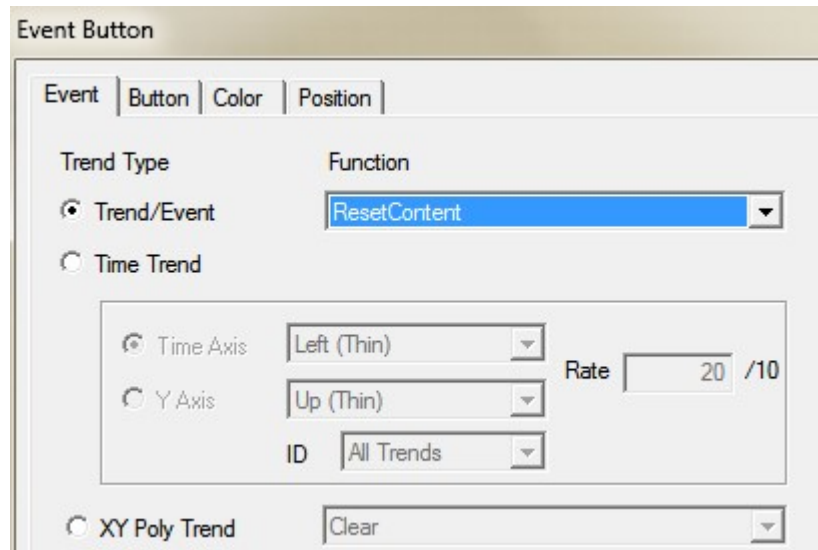 Event Button
Event Button Color Position
Trend Type Function
Trend/Event ResetContent
Time Trend
Time Axis Left (Thin)
Rate 20 /10
Y Axis Up (Thin)
ID All Trends
XY Poly Trend Clear